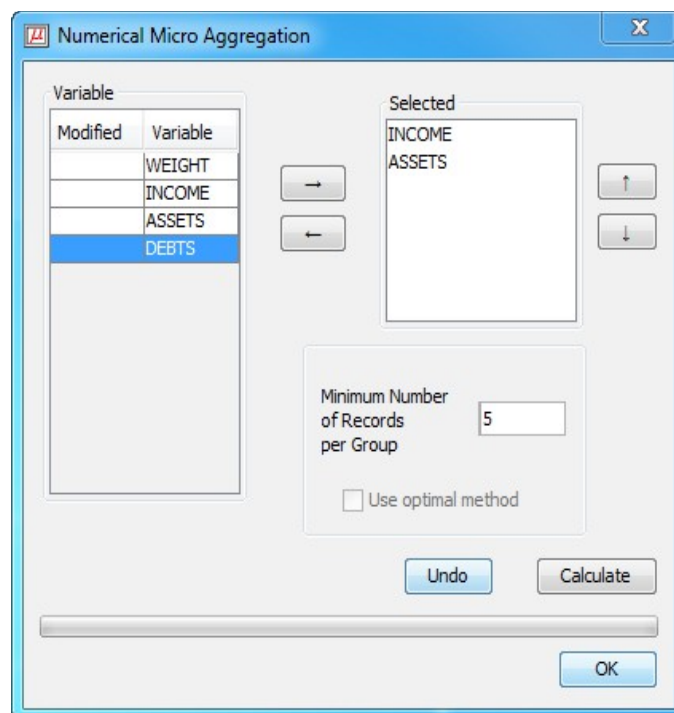 μ Numerical Micro Aggregation
Variable
Modified Variable
WEIGHT
INCOME
ASSETS
DEBTS
→
←
Selected
INCOME
ASSETS
↑
↓
Minimum Number
of Records
per Group
5
Use optimal method
Undo Calculate
OK